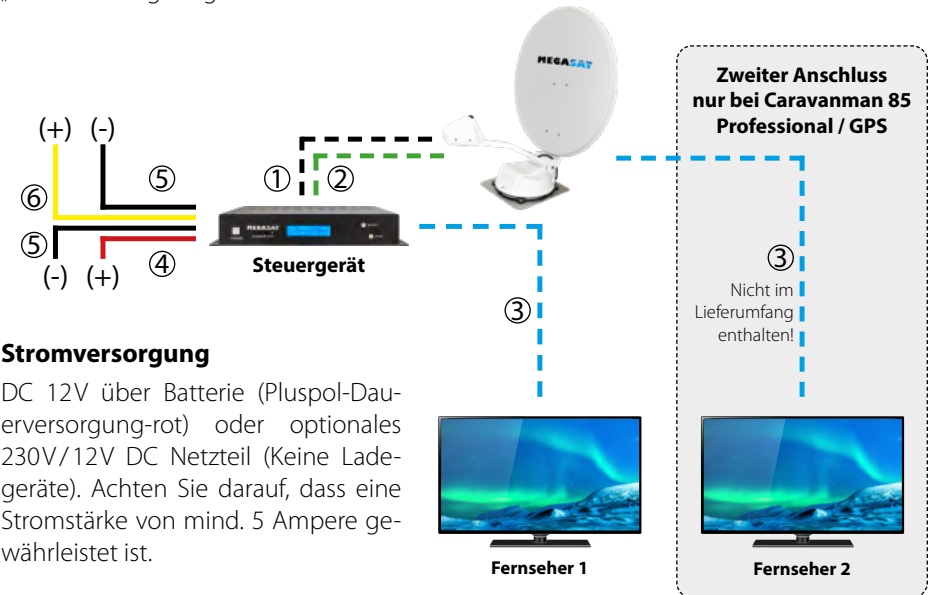 MEGASAT
Zweiter Anschluss
nur bei Caravanman 85
Professional / GPS
(+) (-)
⑤
⑥
① ②
MEGASAT
⑤
④
(-) (+)
Steuergerät
③
③
Nicht im
Lieferumfang
enthalten!
Stromversorgung
DC 12V über Batterie (Pluspol-Dau-
erversorgung-rot) oder optionales
230V/12V DC Netzteil (Keine Lade-
geräte). Achten Sie darauf, dass eine
Stromstärke von mind. 5 Ampere ge-
währleistet ist.
Fernseher 1
Fernseher 2